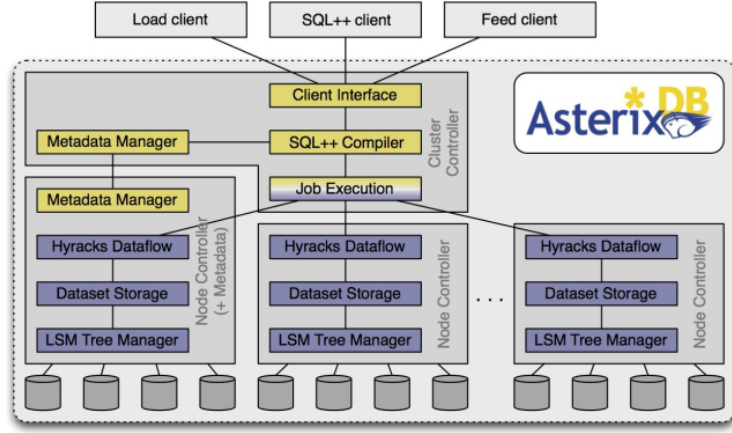 Load client
SQL++ client
Feed client
Client Interface
AsterixDB
Metadata Manager
SQL++ Compiler
Cluster
Controller
Job Execution
Metadata Manager
Hyracks Dataflow
Dataset Storage
LSM Tree Manager
Node Controller
(+ Metadata)
Hyracks Dataflow
Dataset Storage
LSM Tree Manager
Node Controller
. . .
Hyracks Dataflow
Dataset Storage
LSM Tree Manager
Node Controller